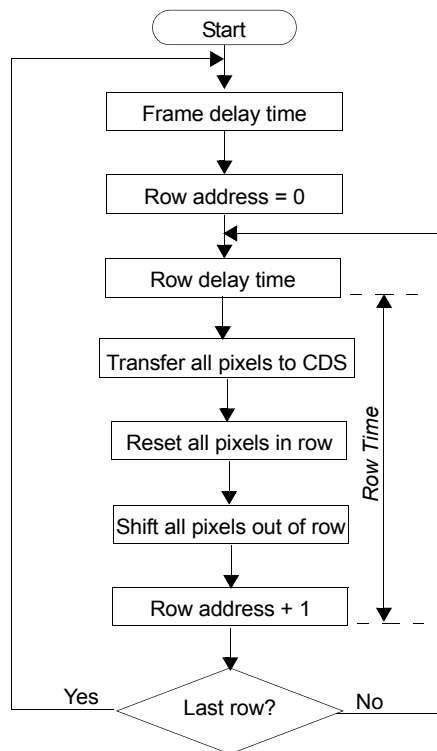 Start
Frame delay time
Row address = 0
Row delay time
Transfer all pixels to CDS
Reset all pixels in row
Row Time
Shift all pixels out of row
Row address + 1
Yes
Last row?
No